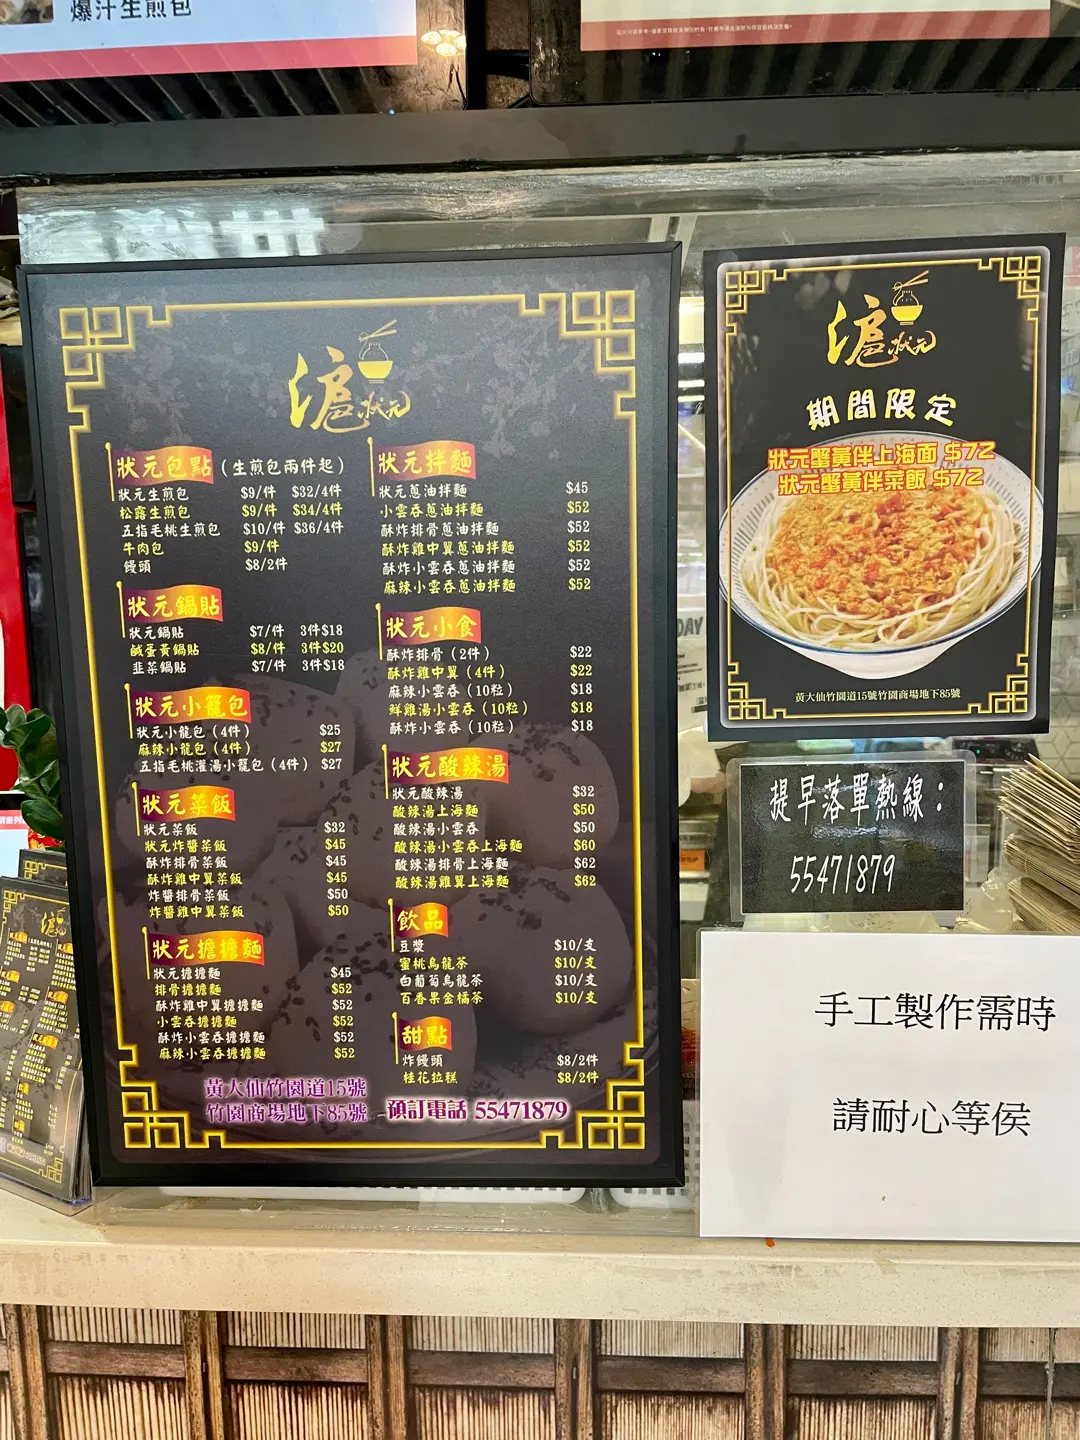 爆汁生煎包
滬狀元
狀元包點（生煎包兩件起）
狀元生煎包 $9/件 $32/4件
松露生煎包 $9/件 $34/4件
五指毛桃生煎包 $10/件 $36/4件
牛肉包 $9/件
饅頭 $8/2件
狀元鍋貼
狀元鍋貼 $7/件 3件$18
鹹蛋黃鍋貼 $8/件 3件$20
韭菜鍋貼 $7/件 3件$18
狀元小籠包
狀元小龍包（4件） $25
麻辣小龍包（4件） $27
五指毛桃灌湯小籠包（4件） $27
狀元菜飯
狀元菜飯 $32
狀元炸醬菜飯 $45
酥炸排骨菜飯 $45
酥炸雞中翼菜飯 $45
炸醬排骨菜飯 $50
炸醬雞中翼菜飯 $50
狀元擔擔麵
狀元擔擔麵 $45
排骨擔擔麵 $52
酥炸雞中翼擔擔麵 $52
小雲吞擔擔麵 $52
酥炸小雲吞擔擔麵 $52
麻辣小雲吞擔擔麵 $52
狀元拌麵
狀元蔥油拌麵 $45
小雲吞蔥油拌麵 $52
酥炸排骨蔥油拌麵 $52
酥炸雞中翼蔥油拌麵 $52
酥炸小雲吞蔥油拌麵 $52
麻辣小雲吞蔥油拌麵 $52
狀元小食
酥炸排骨（2件） $22
酥炸雞中翼（4件） $22
麻辣小雲吞（10粒） $18
鮮雞湯小雲吞（10粒） $18
酥炸小雲吞（10粒） $18
狀元酸辣湯
狀元酸辣湯 $32
酸辣湯上海麵 $50
酸辣湯小雲吞 $50
酸辣湯小雲吞上海麵 $60
酸辣湯排骨上海麵 $62
酸辣湯雞翼上海麵 $62
飲品
豆漿 $10/支
蜜桃烏龍茶 $10/支
白葡萄烏龍茶 $10/支
百香果金橘茶 $10/支
甜點
炸饅頭 $8/2件
桂花拉糕 $8/2件
黃大仙竹園道15號
竹園商場地下85號 預訂電話 55471879
滬狀元
期間限定
狀元蟹黃伴上海面 $72
狀元蟹黃伴菜飯 $72
黃大仙竹園道15號竹園商場地下85號
DAY
提早落單熱線：
55471879
手工製作需時
請耐心等侯